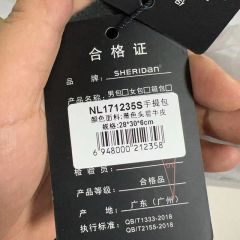 合格证
品牌: SHERIDAN
产品名称: 男包□女包□箱包□
NL171235S手提包
颜色面料:黑色头层牛皮
规格:28*30*6cm
6 948000 212358
检验员:
产品等级: 合格品
产地: 广东(广州)
执行标准: QB/T1333-2018
QB/T2155-2018